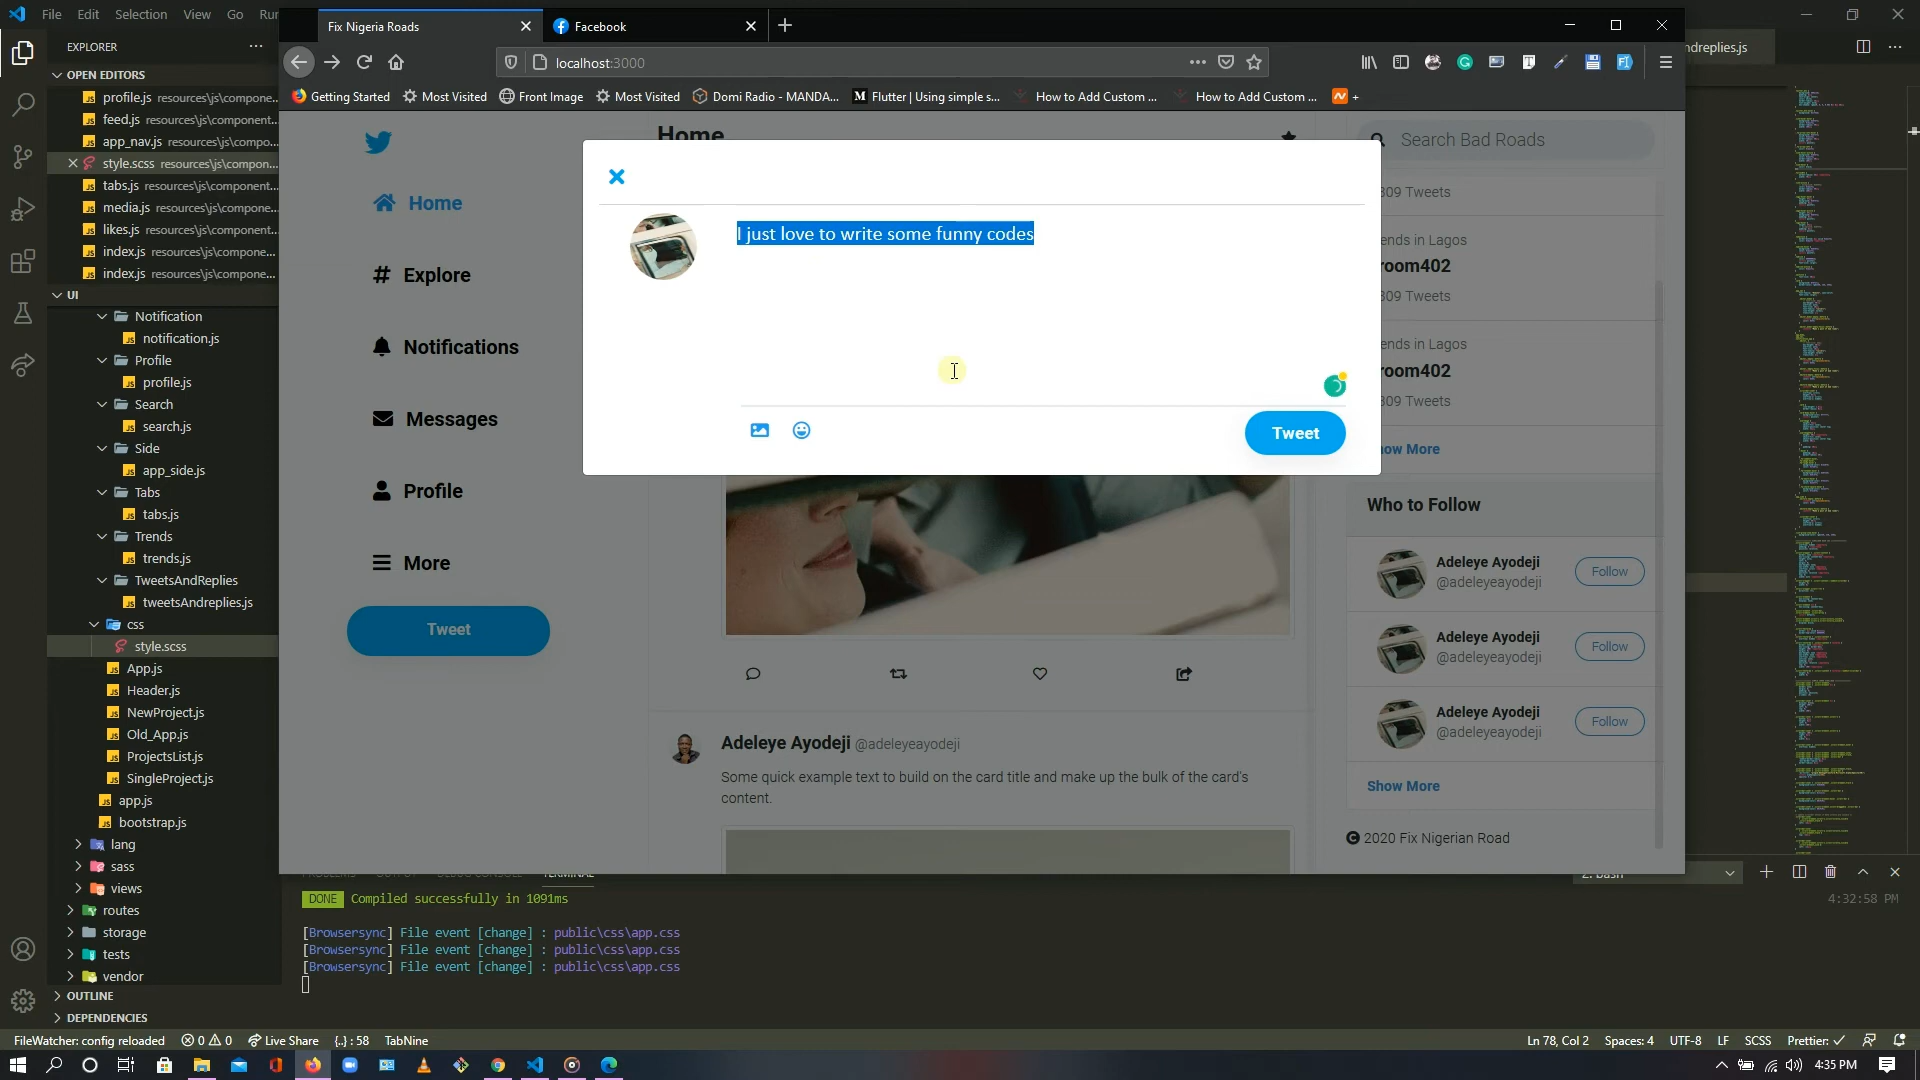 File
Edit
Selection
View
Go
Run
Fix Nigeria Roads
Facebook
localhost:3000
Getting Started
Most Visited
Front Image
Most Visited
Domi Radio - MANDA...
Flutter | Using simple s...
How to Add Custom ...
How to Add Custom ...
EXPLORER
OPEN EDITORS
profile.js resources\js\compone...
feed.js resources\js\component...
app_nav.js resources\js\compo...
style.scss resources\js\compon...
tabs.js resources\js\component...
media.js resources\js\compone...
likes.js resources\js\component...
index.js resources\js\compone...
index.js resources\js\compone...
UI
Notification
notification.js
Profile
profile.js
Search
search.js
Side
app_side.js
Tabs
tabs.js
Trends
trends.js
TweetsAndReplies
tweetsAndreplies.js
css
style.scss
App.js
Header.js
NewProject.js
Old_App.js
ProjectsList.js
SingleProject.js
app.js
bootstrap.js
lang
sass
views
routes
storage
tests
vendor
OUTLINE
DEPENDENCIES
Home
Explore
Notifications
Messages
Profile
More
Tweet
Home
I just love to write some funny codes
Tweet
Adeleye Ayodeji @adeleyeayodeji
Some quick example text to build on the card title and make up the bulk of the card's
content.
Search Bad Roads
309 Tweets
ends in Lagos
room402
309 Tweets
ends in Lagos
room402
309 Tweets
ow More
Who to Follow
Adeleye Ayodeji
@adeleyeayodeji
Follow
Adeleye Ayodeji
@adeleyeayodeji
Follow
Adeleye Ayodeji
@adeleyeayodeji
Follow
Show More
2020 Fix Nigerian Road
ndreplies.js
TERMINAL
DONE Compiled successfully in 1091ms
4:32:58 PM
[Browsersync] File event [change] : public\css\app.css
[Browsersync] File event [change] : public\css\app.css
[Browsersync] File event [change] : public\css\app.css
FileWatcher: config reloaded
0
0
Live Share
{..} : 58
TabNine
Ln 78, Col 2
Spaces: 4
UTF-8
LF
SCSS
Prettier: ✓
4:35 PM